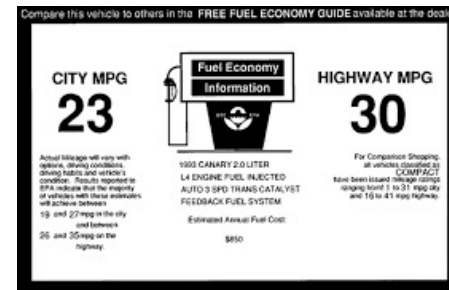 Compare this vehicle to others in the FREE FUEL ECONOMY GUIDE available at the deal
CITY MPG
23
Fuel Economy
Information
HIGHWAY MPG
30
Actual Mileage will vary with
options, driving conditions,
driving habits and vehicle's
condition. Results reported to
EPA indicate that the majority
of vehicles with these estimates
will achieve between
19 and 27 mpg in the city
and between
26 and 35 mpg on the
highway.
1993 CANARY 2.0 LITER
L4 ENGINE FUEL INJECTED
AUTO 3 SPD TRANS CATALYST
FEEDBACK FUEL SYSTEM
Estimated Annual Fuel Cost:
$850
For Comparison Shopping,
all vehicles classified as
COMPACT
have been issued mileage ratings
ranging from 1 to 31 mpg city
and 16 to 41 mpg highway.